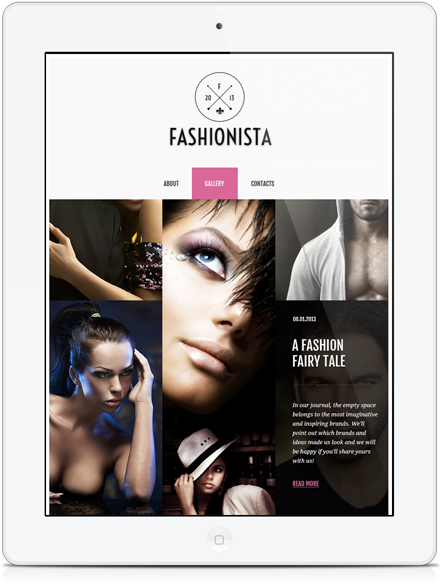 F
20 13
FASHIONISTA
ABOUT GALLERY CONTACTS
08.01.2013
A FASHION
FAIRY TALE
In our journal, the empty space
belongs to the most imaginative
and inspiring brands. We'll
point out which brands and
ideas made us look and we will
be happy if you'll share yours
with us!
READ MORE